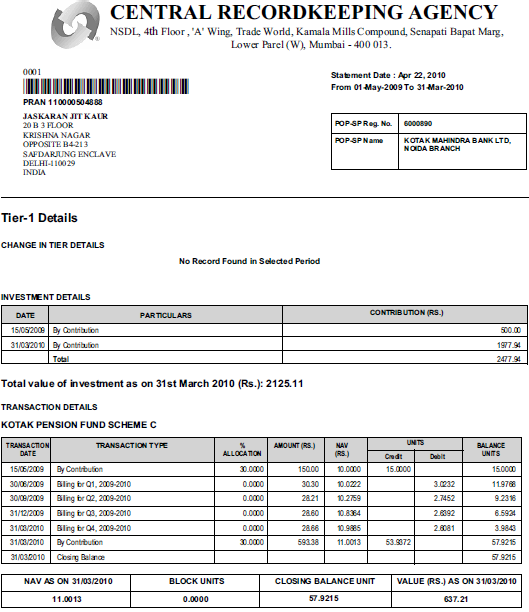 CENTRAL RECORDKEEPING AGENCY
NSDL, 4th Floor , 'A' Wing, Trade World, Kamala Mills Compound, Senapati Bapat Marg,
Lower Parel (W), Mumbai - 400 013.
0001
PRAN 110000504888
JASKARAN JIT KAUR
20 B 3 FLOOR
KRISHNA NAGAR
OPPOSITE B4-213
SAFDARJUNG ENCLAVE
DELHI-110029
INDIA
Statement Date : Apr 22, 2010
From 01-May-2009 To 31-Mar-2010
POP-SP Reg. No. 6000890
POP-SP Name KOTAK MAHINDRA BANK LTD,
NOIDA BRANCH
Tier-1 Details
CHANGE IN TIER DETAILS
No Record Found in Selected Period
INVESTMENT DETAILS
DATE PARTICULARS CONTRIBUTION (RS.)
15/05/2009 By Contribution 500.00
31/03/2010 By Contribution 1977.94
Total 2477.94
Total value of investment as on 31st March 2010 (Rs.): 2125.11
TRANSACTION DETAILS
KOTAK PENSION FUND SCHEME C
TRANSACTION DATE TRANSACTION TYPE % ALLOCATION AMOUNT (RS.) NAV (RS.) UNITS Credit Debit BALANCE UNITS
15/05/2009 By Contribution 30.0000 150.00 10.0000 15.0000 15.0000
30/06/2009 Billing for Q1, 2009-2010 30.30 10.0222 3.0232 11.9768
30/09/2009 Billing for Q2, 2009-2010 28.21 10.2759 2.7452 9.2316
31/12/2009 Billing for Q3, 2009-2010 28.60 10.8364 2.6392 6.5924
31/03/2010 Billing for Q4, 2009-2010 28.66 10.9885 2.6081 3.9843
31/03/2010 By Contribution 30.0000 593.38 11.0013 53.9372 57.9215
31/03/2010 Closing Balance 57.9215
NAV AS ON 31/03/2010 BLOCK UNITS CLOSING BALANCE UNIT VALUE (RS.) AS ON 31/03/2010
11.0013 0.0000 57.9215 637.21